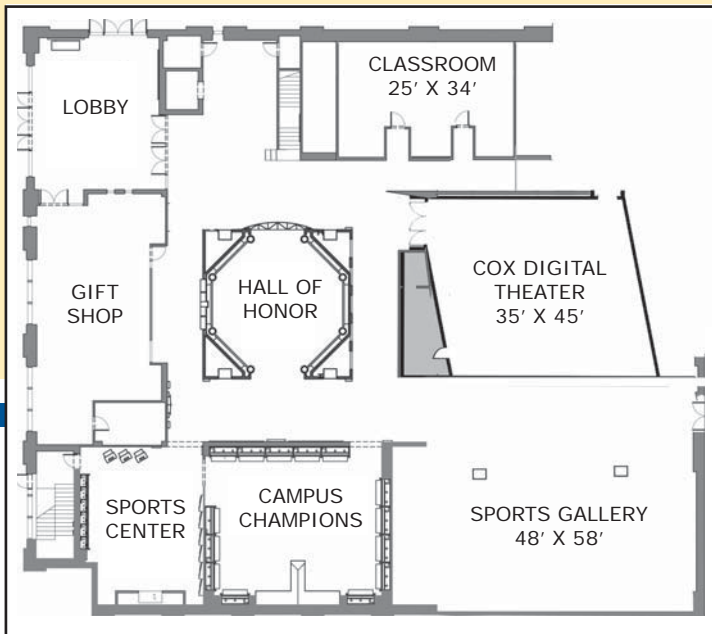 LOBBY
CLASSROOM
25' X 34'
GIFT
SHOP
HALL OF
HONOR
COX DIGITAL
THEATER
35' X 45'
SPORTS
CENTER
CAMPUS
CHAMPIONS
SPORTS GALLERY
48' X 58'